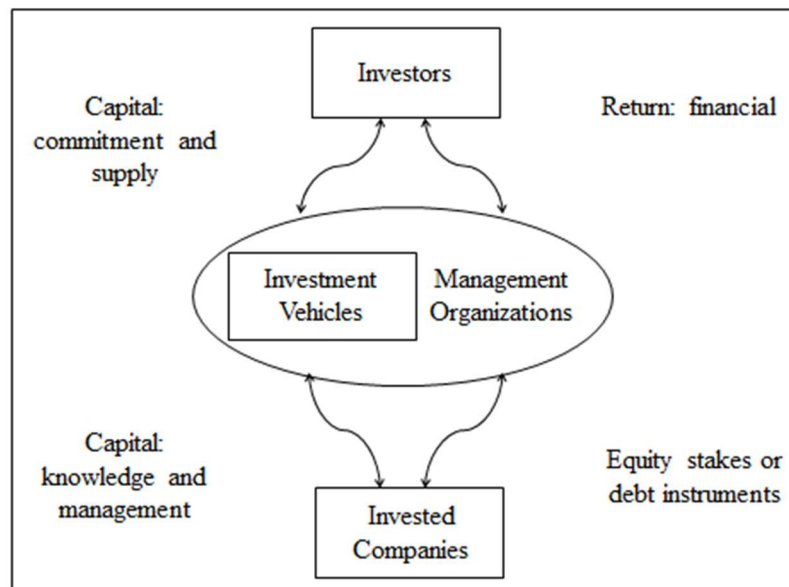 Investors
Capital:
commitment and
supply
Return: financial
Investment
Vehicles
Management
Organizations
Capital:
knowledge and
management
Equity stakes or
debt instruments
Invested
Companies